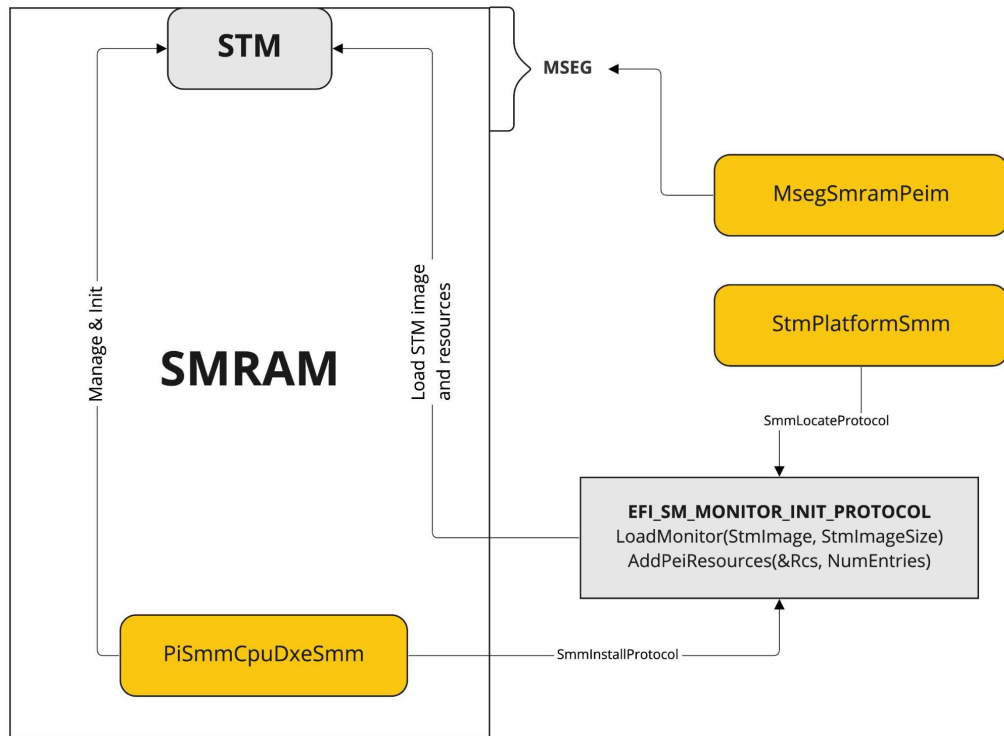 STM
MSEG
MsegSmramPeim
StmPlatformSmm
Manage & Init
Load STM image
and resources
SMRAM
SmmLocateProtocol
EFI_SM_MONITOR_INIT_PROTOCOL
LoadMonitor(StmImage, StmImageSize)
AddPeiResources(&Rcs, NumEntries)
PiSmmCpuDxeSmm
SmmInstallProtocol